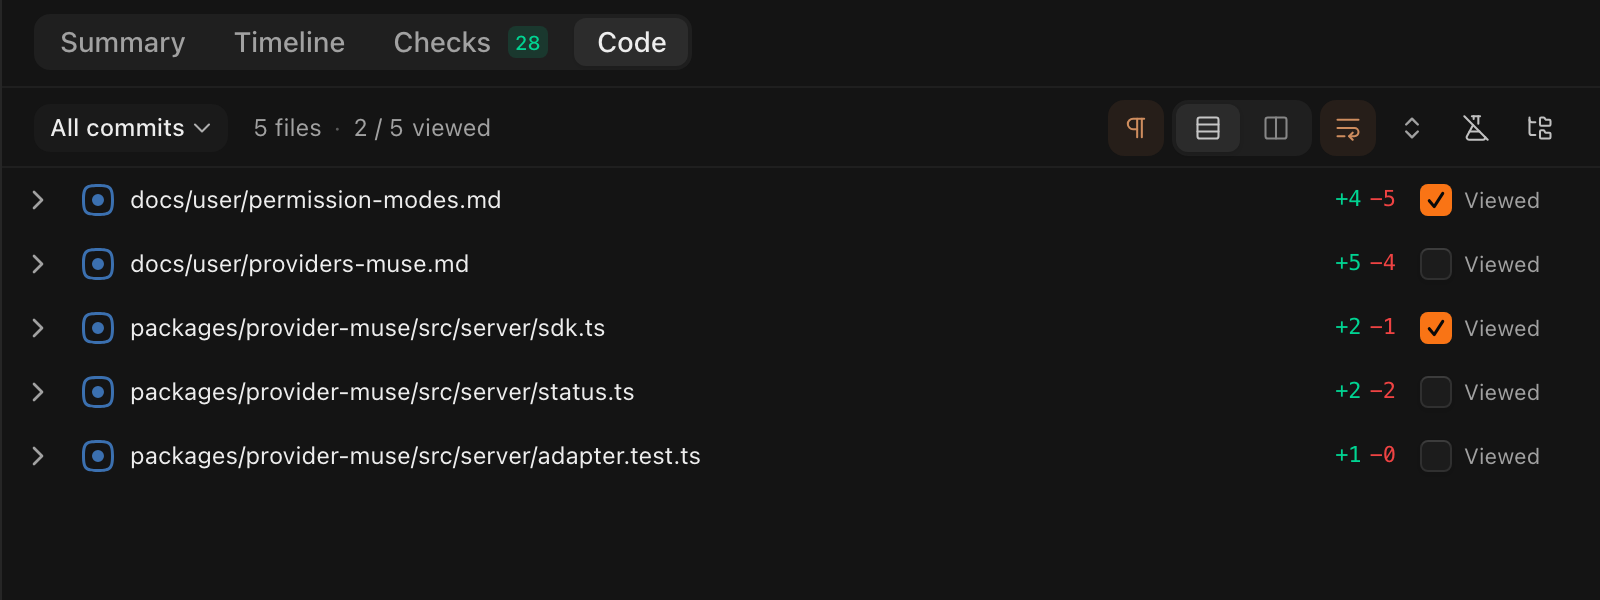 Summary Timeline Checks 28 Code
All commits 5 files · 2 / 5 viewed
docs/user/permission-modes.md +4 −5 Viewed
docs/user/providers-muse.md +5 −4 Viewed
packages/provider-muse/src/server/sdk.ts +2 −1 Viewed
packages/provider-muse/src/server/status.ts +2 −2 Viewed
packages/provider-muse/src/server/adapter.test.ts +1 −0 Viewed